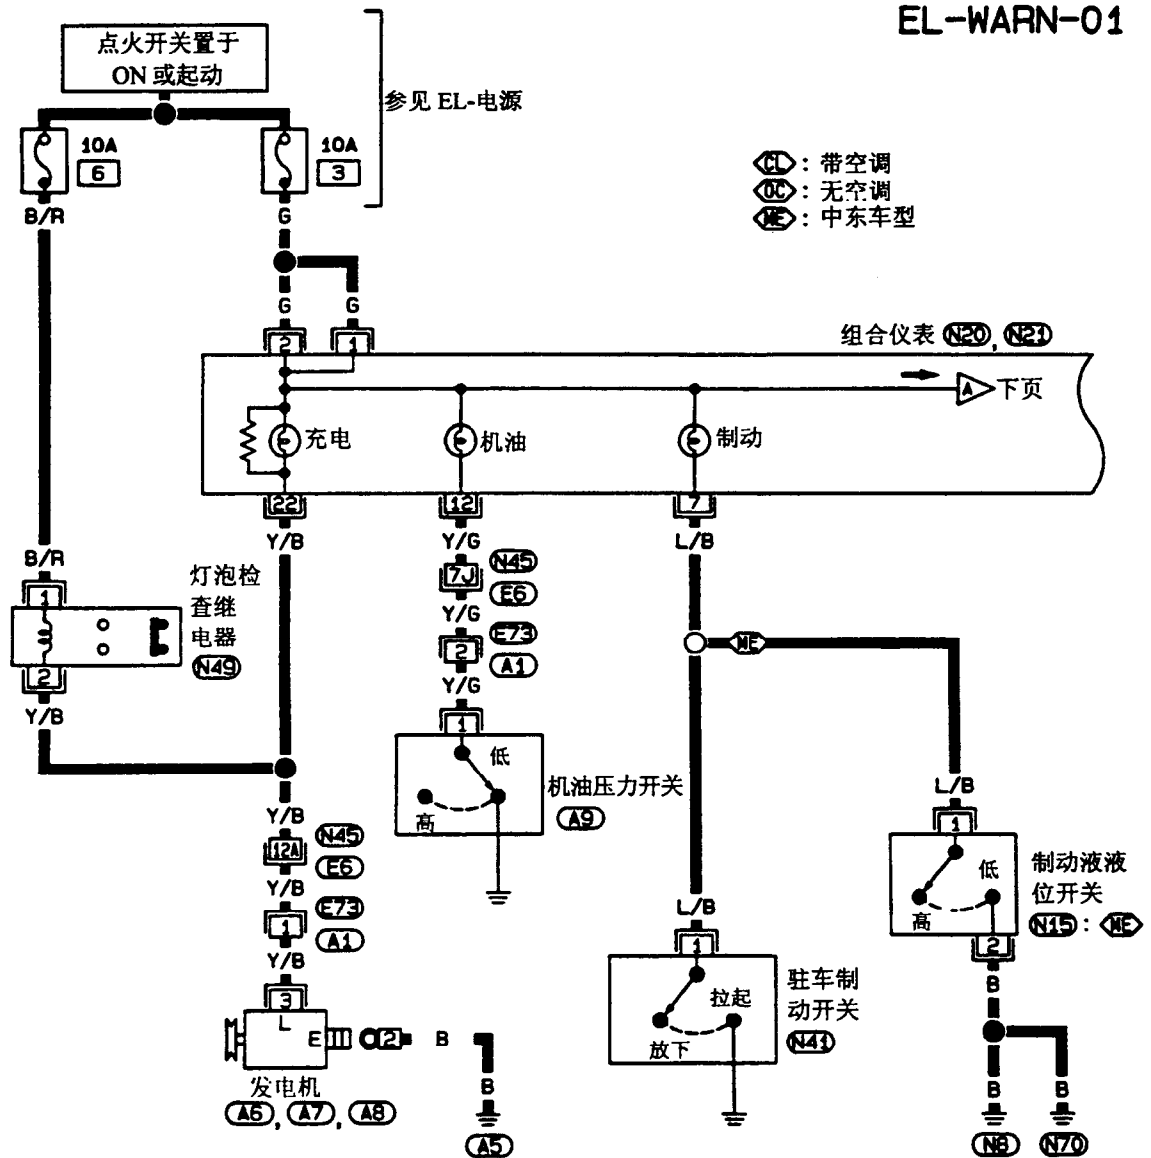 EL-WARN-01
点火开关置于
ON 或起动
参见 EL-电源
10A
6
10A
3
CL : 带空调
OC : 无空调
ME : 中东车型
B/R
G
G
G
2
1
组合仪表 N20, N21
A 下页
充电
机油
制动
22
12
7
Y/B
Y/G
L/B
B/R
灯泡检
查继
电器
N49
1
2
Y/B
7J
N45
E6
Y/G
E73
2
A1
Y/G
1
低
高
机油压力开关
A9
ME
Y/B
12A
N45
E6
Y/B
E73
1
A1
Y/B
3
L
E
2
B
B
发电机
A6, A7, A8
A5
L/B
1
拉起
放下
驻车制
动开关
N41
L/B
1
低
高
制动液液
位开关
N15 : ME
2
B
B
B
N8
N70